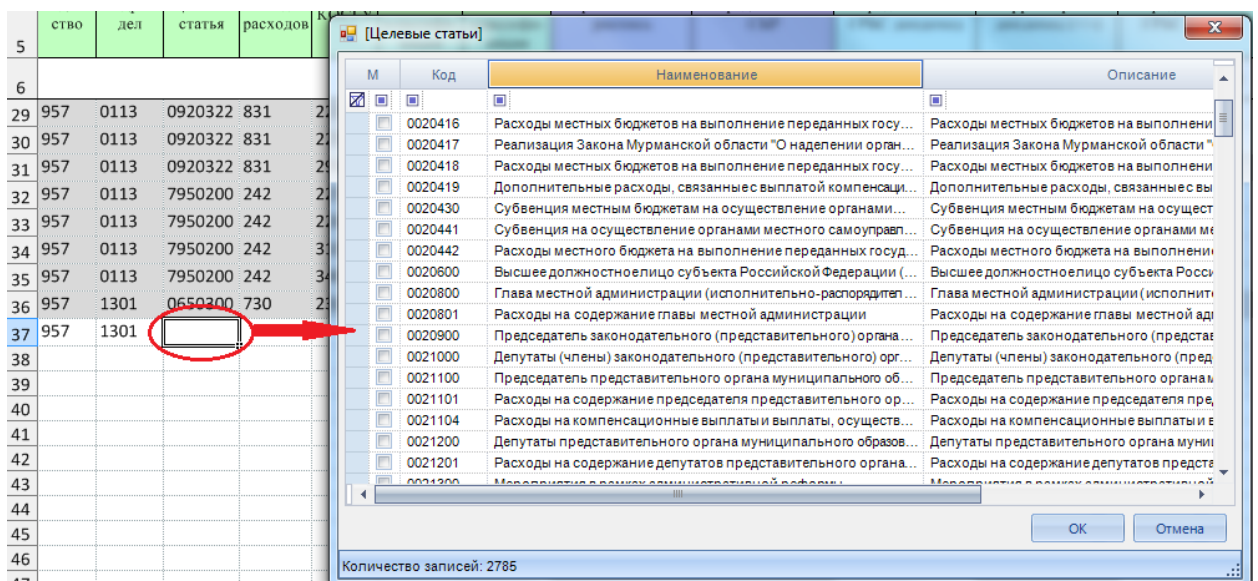 ство дел статья расходов
5
6
29 957 0113 0920322 831
30 957 0113 0920322 831
31 957 0113 0920322 831
32 957 0113 7950200 242
33 957 0113 7950200 242
34 957 0113 7950200 242
35 957 0113 7950200 242
36 957 1301 0650300 730
37 957 1301
38
39
40
41
42
43
44
45
46
[Целевые статьи]
М Код Наименование Описание
0020416 Расходы местных бюджетов на выполнение переданных госу... Расходы местных бюджетов на выполнени
0020417 Реализация Закона Мурманской области "О наделении орган... Реализация Закона Мурманской области "
0020418 Расходы местных бюджетов на выполнение переданных госу... Расходы местных бюджетов на выполнени
0020419 Дополнительные расходы, связанные с выплатой компенсаци... Дополнительные расходы, связанные с вы
0020430 Субвенция местным бюджетам на осуществление органами... Субвенция местным бюджетам на осущест
0020441 Субвенция на осуществление органами местного самоуправл... Субвенция на осуществление органами ме
0020442 Расходы местного бюджета на выполнение переданных госуд... Расходы местного бюджета на выполнени
0020600 Высшее должностное лицо субъекта Российской Федерации (... Высшее должностное лицо субъекта Росси
0020800 Глава местной администрации (исполнительно-распорядител... Глава местной администрации (исполнит
0020801 Расходы на содержание главы местной администрации Расходы на содержание главы местной ад
0020900 Председатель законодательного (представительного) органа... Председатель законодательного (представ
0021000 Депутаты (члены) законодательного (представительного) орг... Депутаты (члены) законодательного (пред
0021100 Председатель представительного органа муниципального об... Председатель представительного органа м
0021101 Расходы на содержание председателя представительного ор... Расходы на содержание председателя пре
0021104 Расходы на компенсационные выплаты и выплаты, осуществ... Расходы на компенсационные выплаты и в
0021200 Депутаты представительного органа муниципального образов... Депутаты представительного органа муни
0021201 Расходы на содержание депутатов представительного органа... Расходы на содержание депутатов предста
0021300 Мероприятия в рамках административной реформы Мероприятия в рамках административной
OK Отмена
Количество записей: 2785